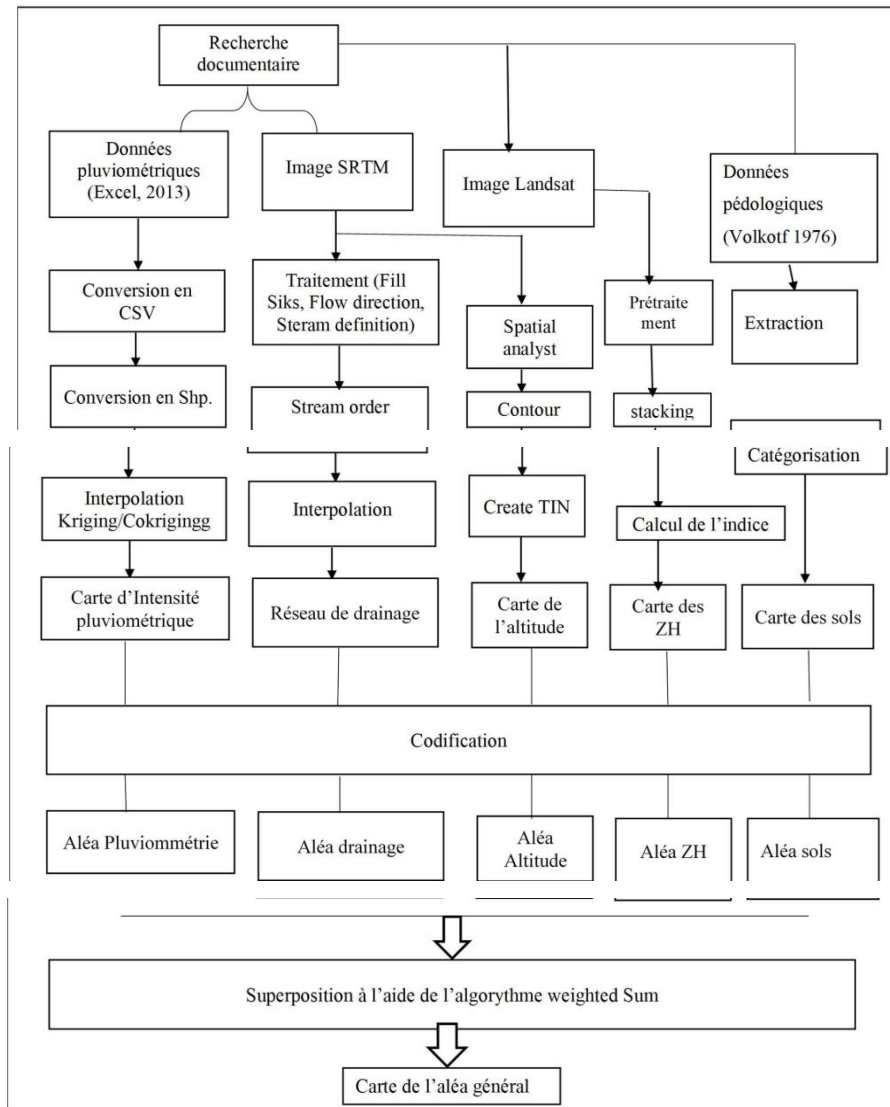 Recherche
documentaire
Données
pluviométriques
(Excel, 2013)
Image SRTM
Image Landsat
Données
pédologiques
(Volkotf 1976)
Conversion en
CSV
Traitement (Fill
Siks, Flow direction,
Steram definition)
Spatial
analyst
Prétraite
ment
Extraction
Conversion en Shp.
Stream order
Contour
stacking
Catégorisation
Interpolation
Kriging/Cokrigingg
Interpolation
Create TIN
Calcul de l’indice
Carte d’Intensité
pluviométrique
Réseau de drainage
Carte de
l’altitude
Carte des
ZH
Carte des sols
Codification
Aléa Pluviommétrie
Aléa drainage
Aléa
Altitude
Aléa ZH
Aléa sols
Superposition à l’aide de l’algorythme weighted Sum
Carte de l’aléa général